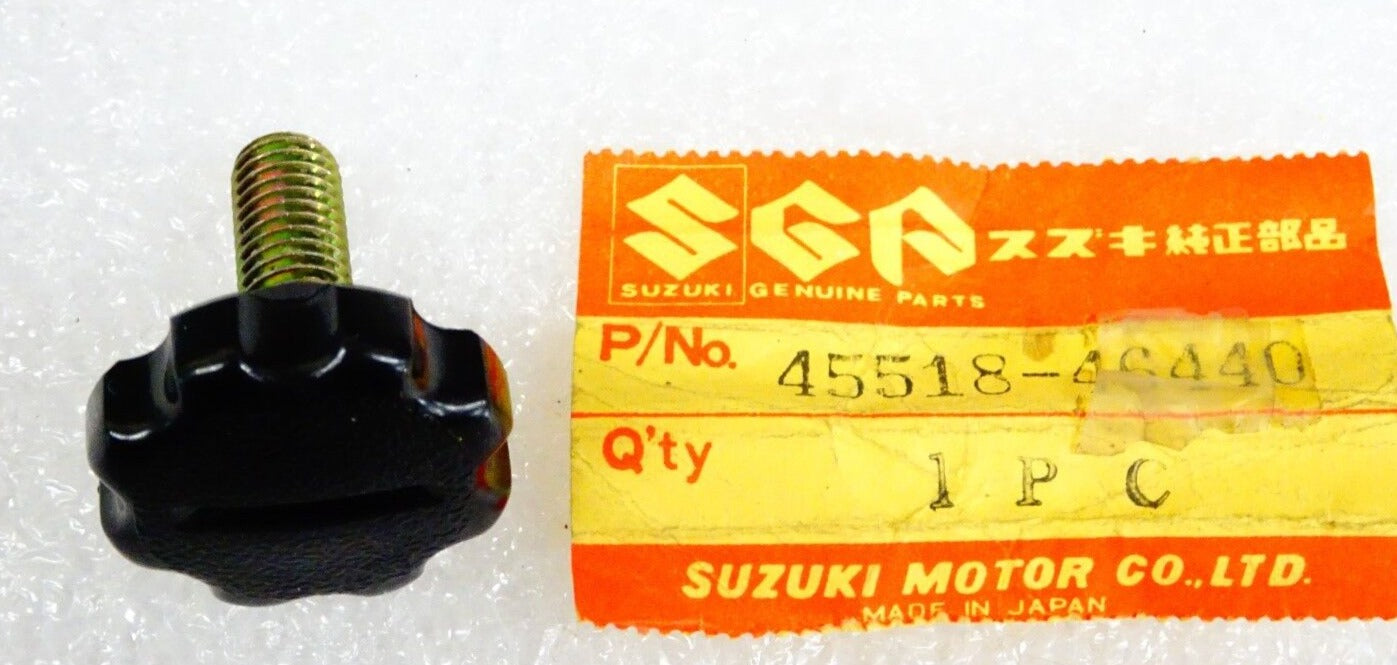 SGP スズキ純正部品
SUZUKI GENUINE PARTS
P/No. 45518-46440
Q'ty 1 PC
SUZUKI MOTOR CO., LTD.
MADE IN JAPAN